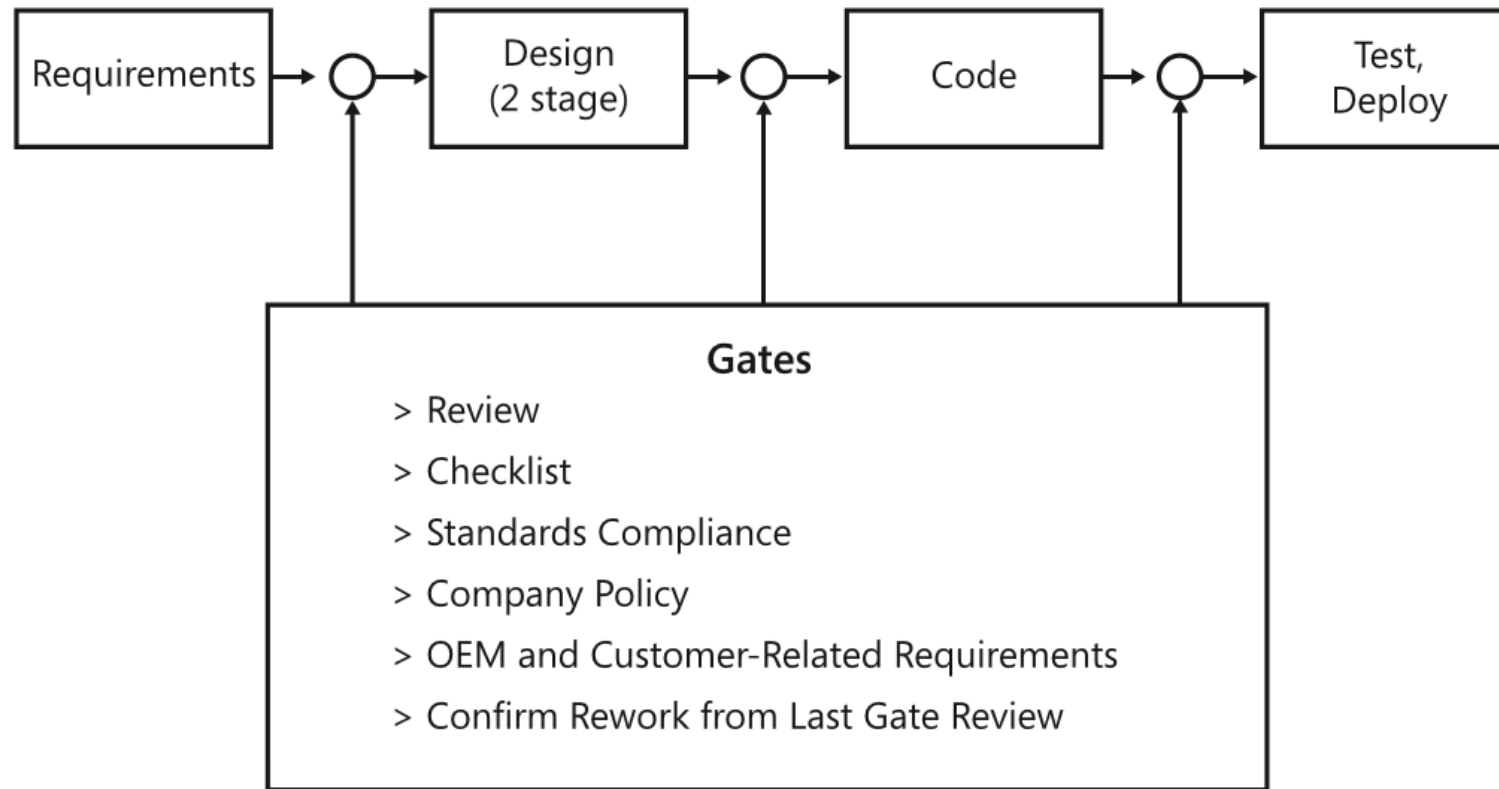 Requirements
Design
(2 stage)
Code
Test,
Deploy
Gates
> Review
> Checklist
> Standards Compliance
> Company Policy
> OEM and Customer-Related Requirements
> Confirm Rework from Last Gate Review